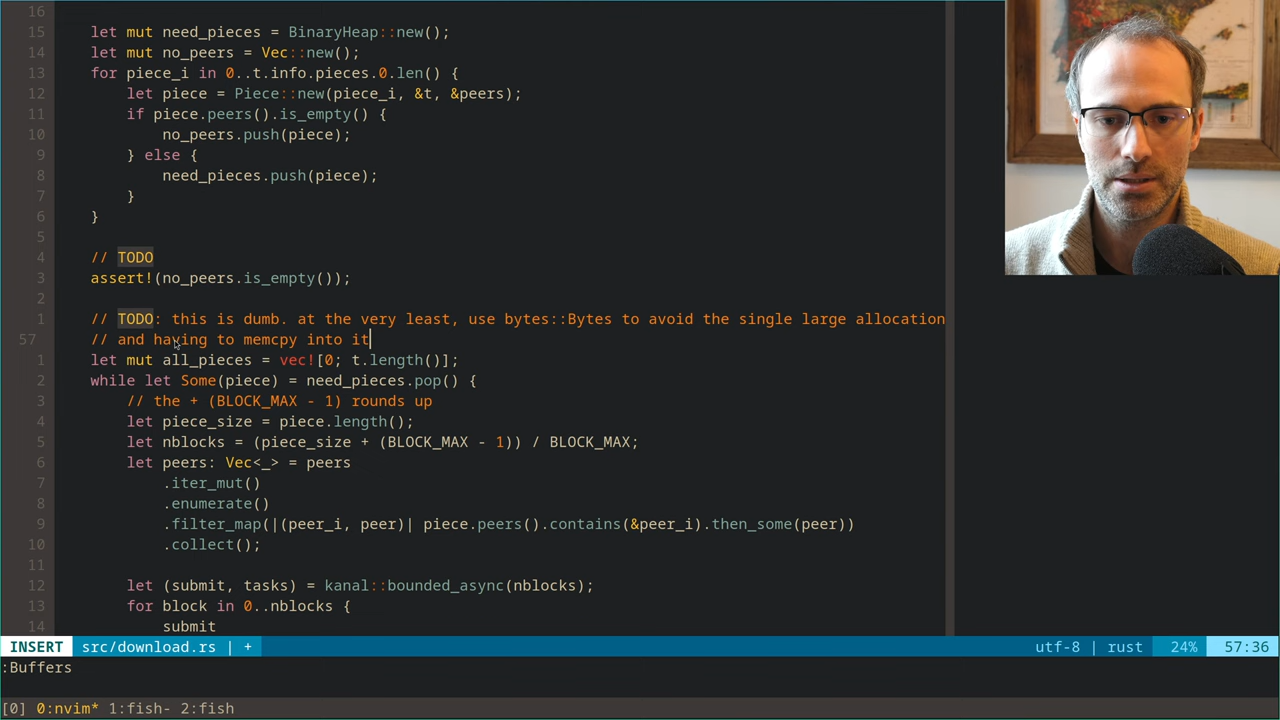 16
15 let mut need_pieces = BinaryHeap::new();
14 let mut no_peers = Vec::new();
13 for piece_i in 0..t.info.pieces.0.len() {
12 let piece = Piece::new(piece_i, &t, &peers);
11 if piece.peers().is_empty() {
10 no_peers.push(piece);
9 } else {
8 need_pieces.push(piece);
7 }
6 }
5
4 // TODO
3 assert!(no_peers.is_empty());
2
1 // TODO: this is dumb. at the very least, use bytes::Bytes to avoid the single large allocation
57 // and having to memcpy into it
1 let mut all_pieces = vec![0; t.length()];
2 while let Some(piece) = need_pieces.pop() {
3 // the + (BLOCK_MAX - 1) rounds up
4 let piece_size = piece.length();
5 let nblocks = (piece_size + (BLOCK_MAX - 1)) / BLOCK_MAX;
6 let peers: Vec<_> = peers
7 .iter_mut()
8 .enumerate()
9 .filter_map(|(peer_i, peer)| piece.peers().contains(&peer_i).then_some(peer))
10 .collect();
11
12 let (submit, tasks) = kanal::bounded_async(nblocks);
13 for block in 0..nblocks {
14 submit
INSERT src/download.rs | + utf-8 | rust 24% 57:36
:Buffers
[0] 0:nvim* 1:fish- 2:fish